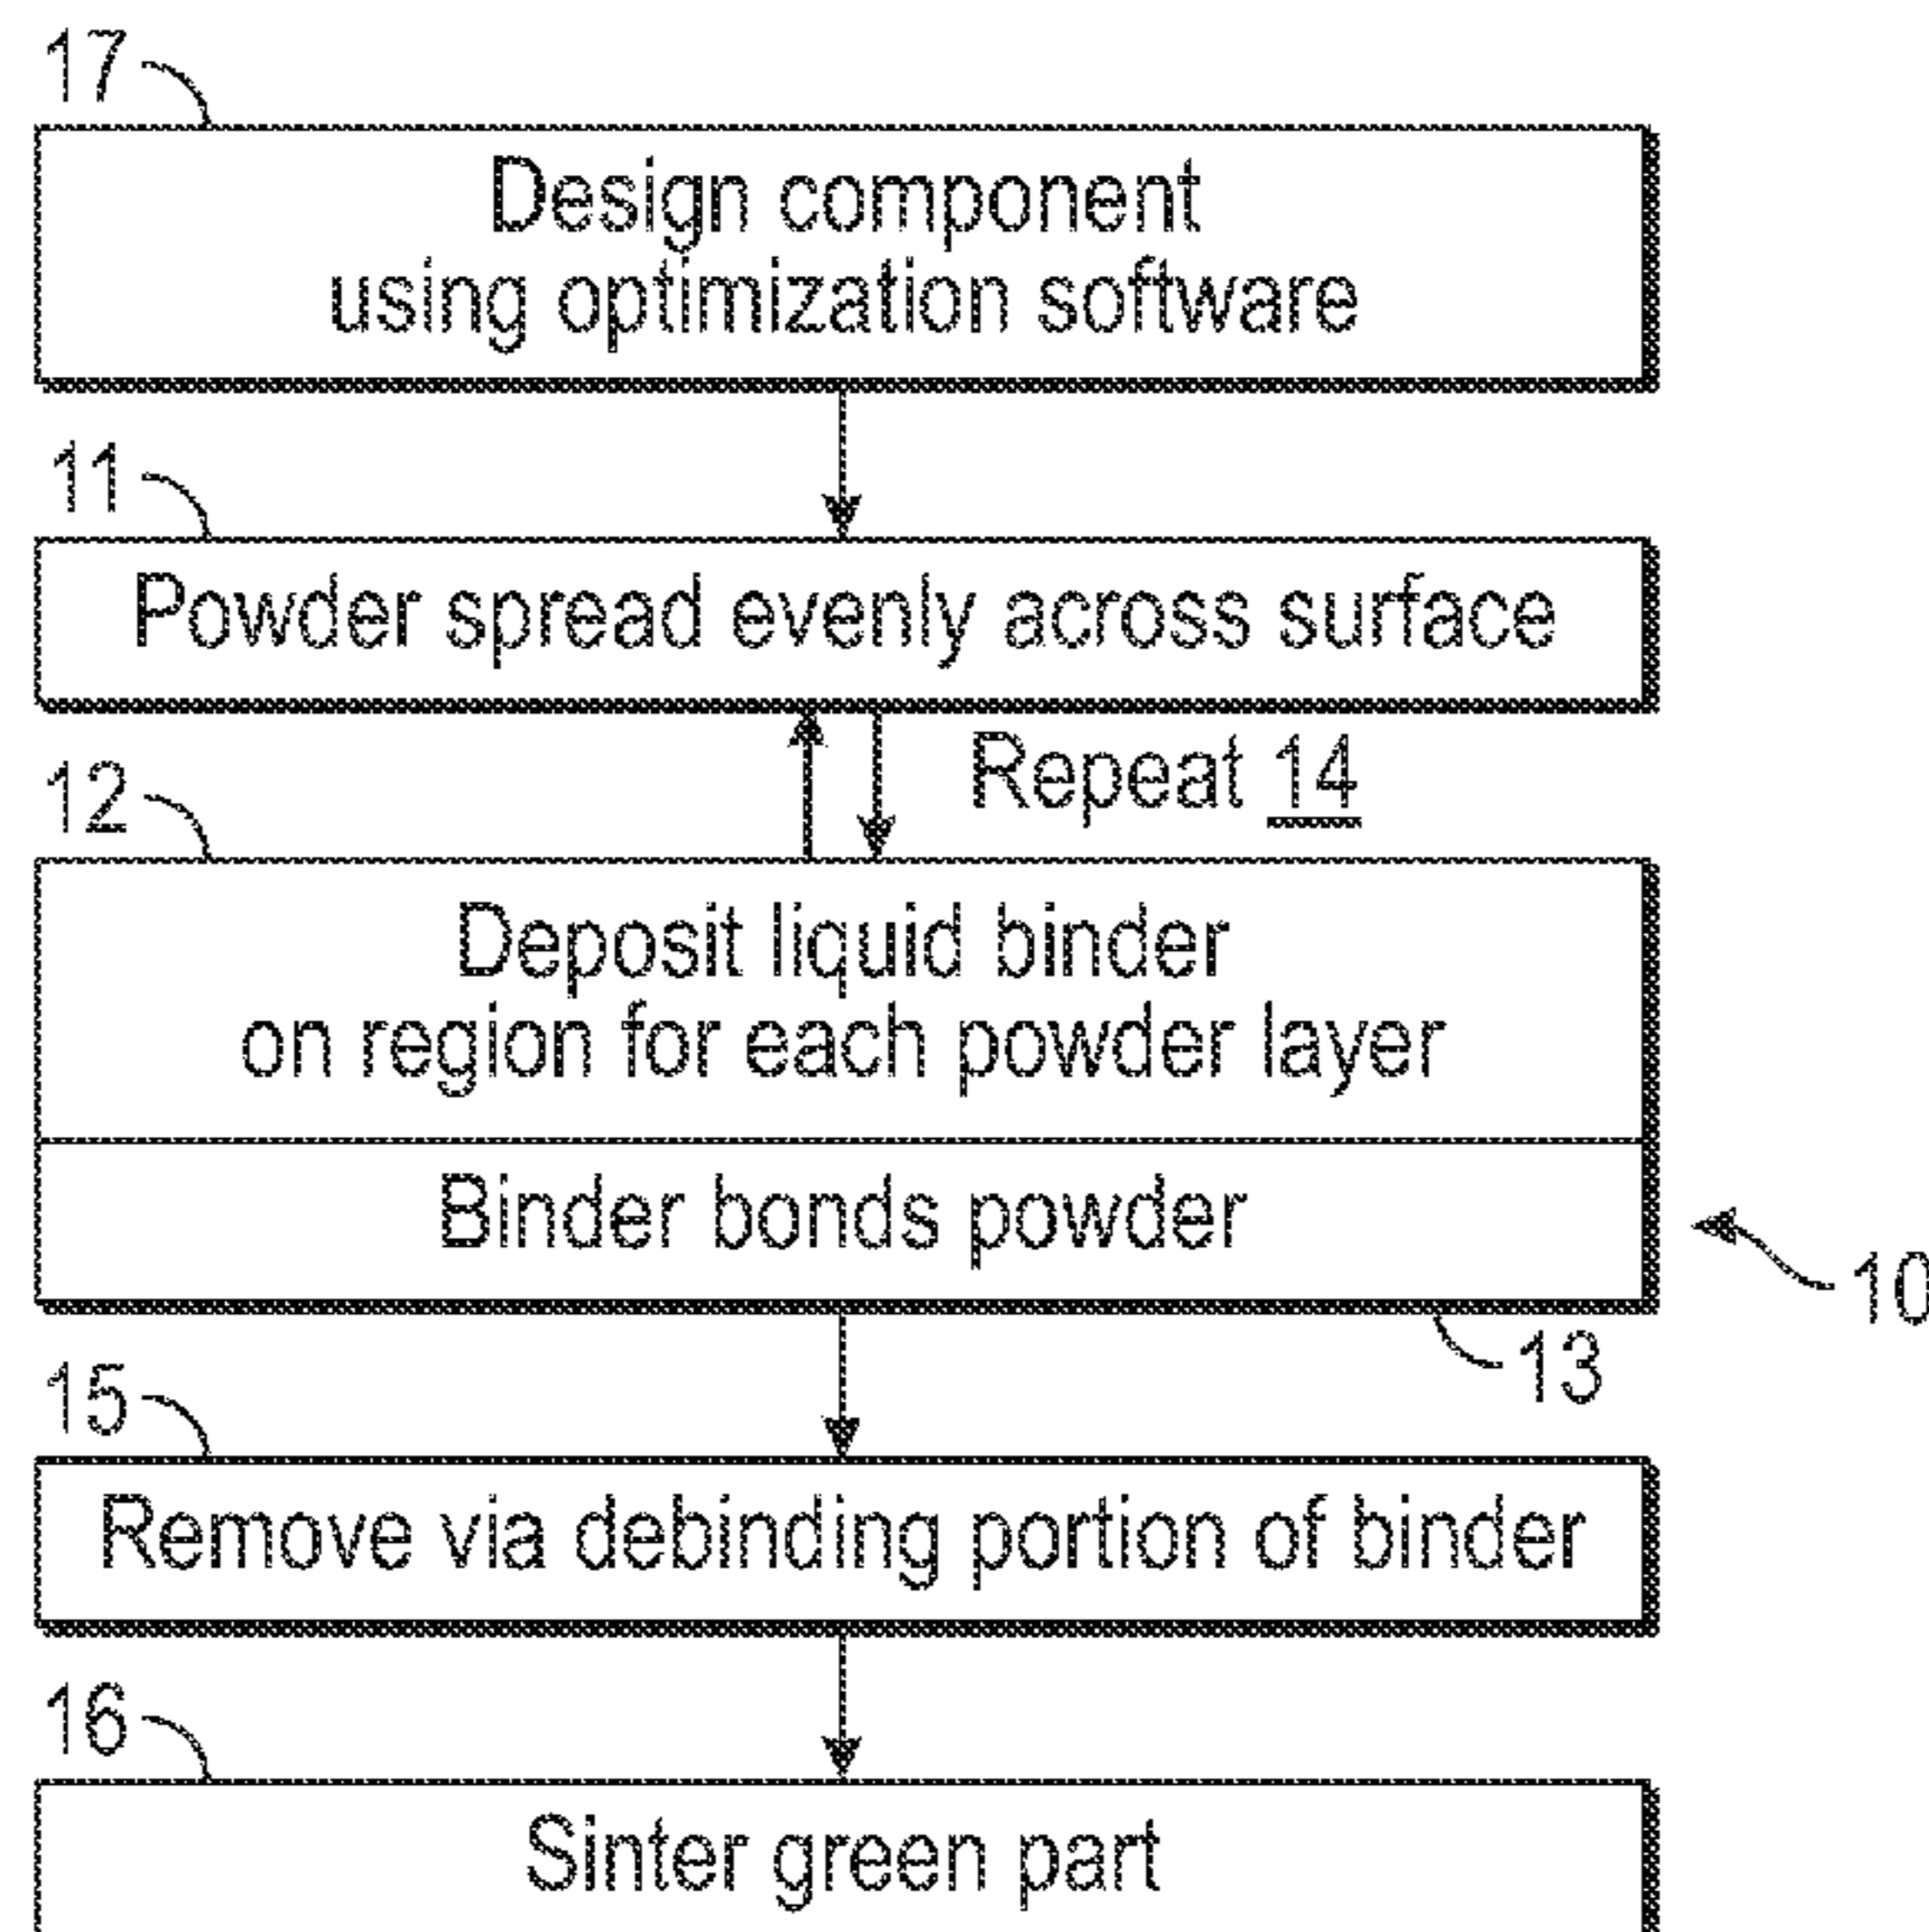 17
Design component
using optimization software
11
Powder spread evenly across surface
Repeat 14
12
Deposit liquid binder
on region for each powder layer
Binder bonds powder
10
13
15
Remove via debinding portion of binder
16
Sinter green part